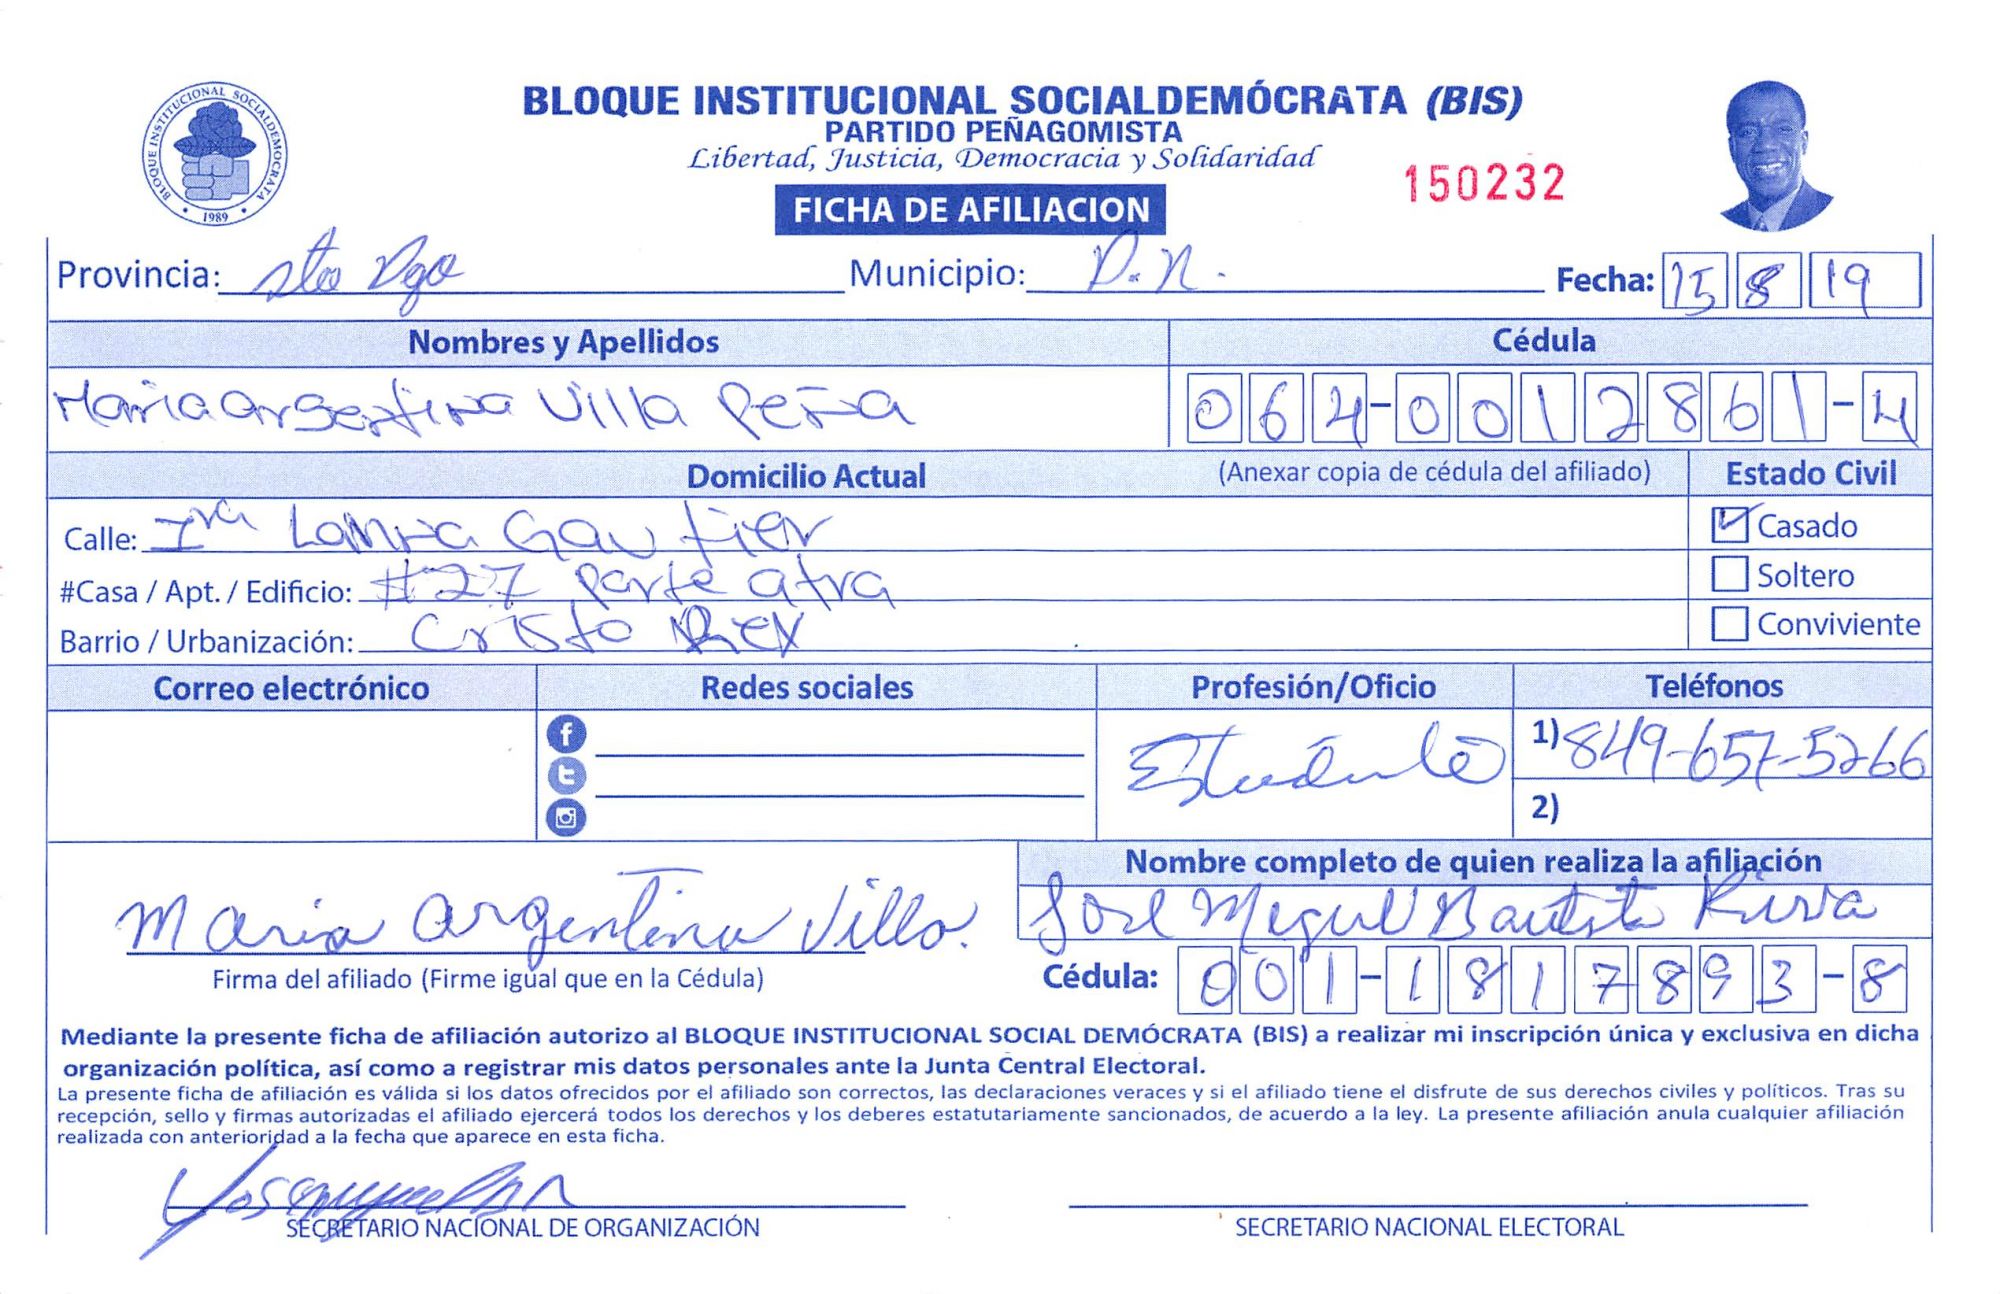 BLOQUE INSTITUCIONAL SOCIALDEMOCRATA
1989
BLOQUE INSTITUCIONAL SOCIALDEMÓCRATA (BIS)
PARTIDO PEÑAGOMISTA
Libertad, Justicia, Democracia y Solidaridad
150232
FICHA DE AFILIACION
Provincia: Sto Dgo Municipio: D.N. Fecha: 15 8 19
Nombres y Apellidos Cédula
Maria argentina Villa Peña 064-0012861-4
Domicilio Actual (Anexar copia de cédula del afiliado) Estado Civil
Calle: Ira Gautier Casado
#Casa / Apt. / Edificio: #27 parte atra Soltero
Barrio / Urbanización: Cristo Rey Conviviente
Correo electrónico Redes sociales Profesión/Oficio Teléfonos
Estudiante 1) 849-657-5266
2)
Nombre completo de quien realiza la afiliación
Maria Argentina Villa. Jose Miguel Bautista
Firma del afiliado (Firme igual que en la Cédula) Cédula: 001-1817893-8
Mediante la presente ficha de afiliación autorizo al BLOQUE INSTITUCIONAL SOCIAL DEMÓCRATA (BIS) a realizar mi inscripción única y exclusiva en dicha
organización política, así como a registrar mis datos personales ante la Junta Central Electoral.
La presente ficha de afiliación es válida si los datos ofrecidos por el afiliado son correctos, las declaraciones veraces y si el afiliado tiene el disfrute de sus derechos civiles y políticos. Tras su
recepción, sello y firmas autorizadas el afiliado ejercerá todos los derechos y los deberes estatutariamente sancionados, de acuerdo a la ley. La presente afiliación anula cualquier afiliación
realizada con anterioridad a la fecha que aparece en esta ficha.
SECRETARIO NACIONAL DE ORGANIZACIÓN SECRETARIO NACIONAL ELECTORAL